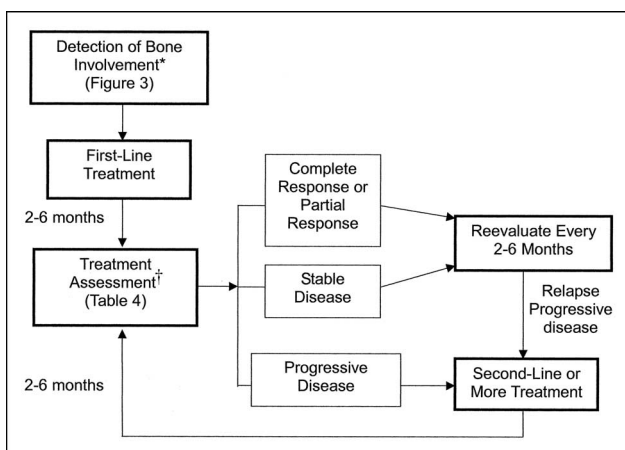 Detection of Bone
Involvement*
(Figure 3)
First-Line
Treatment
2-6 months
Treatment
Assessment†
(Table 4)
Complete
Response or
Partial
Response
Stable
Disease
Progressive
Disease
Reevaluate Every
2-6 Months
Relapse
Progressive
disease
Second-Line or
More Treatment
2-6 months